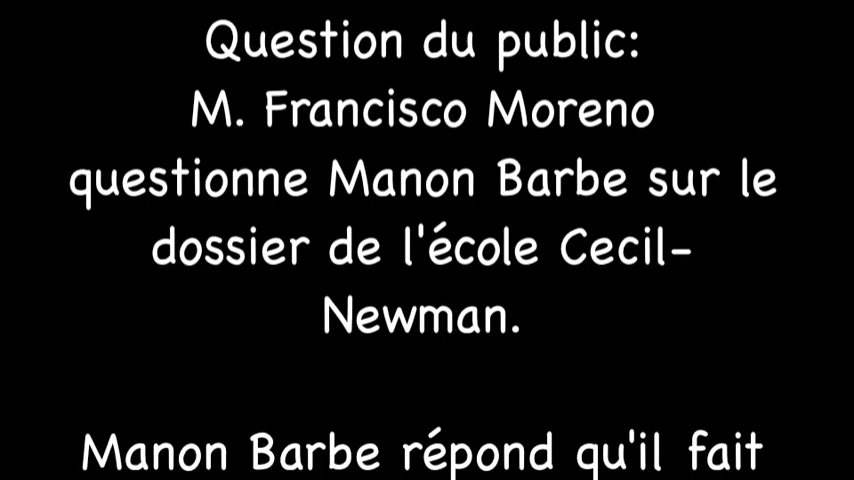 Question du public:
M. Francisco Moreno
questionne Manon Barbe sur le
dossier de l'école Cecil-
Newman.
Manon Barbe répond qu'il fait